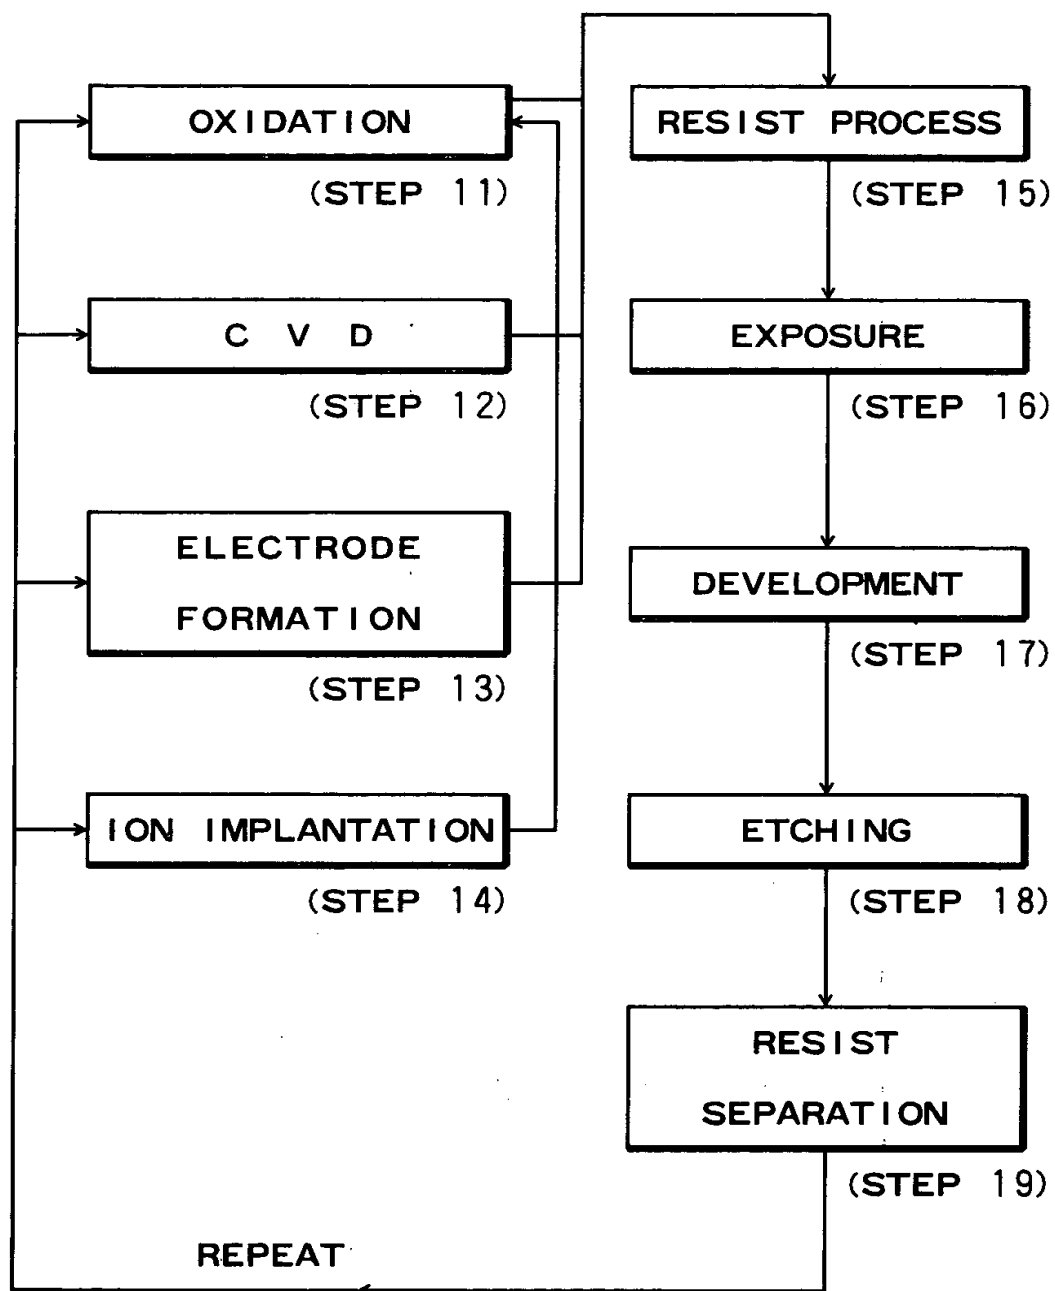 OXIDATION
(STEP 11)
CVD
(STEP 12)
ELECTRODE
FORMATION
(STEP 13)
ION IMPLANTATION
(STEP 14)
RESIST PROCESS
(STEP 15)
EXPOSURE
(STEP 16)
DEVELOPMENT
(STEP 17)
ETCHING
(STEP 18)
RESIST
SEPARATION
(STEP 19)
REPEAT